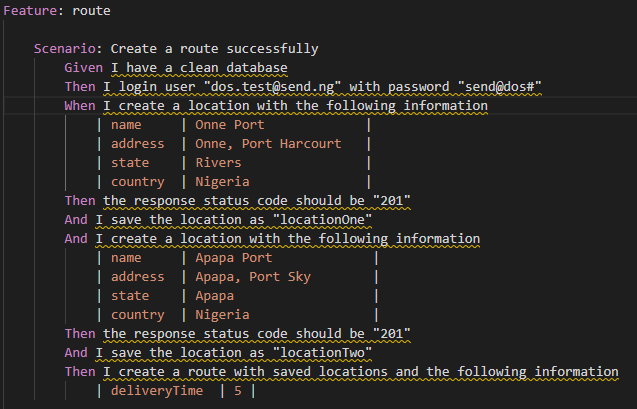 Feature: route
Scenario: Create a route successfully
Given I have a clean database
Then I login user "dos.test@send.ng" with password "send@dos#"
When I create a location with the following information
| name | Onne Port |
| address | Onne, Port Harcourt |
| state | Rivers |
| country | Nigeria |
Then the response status code should be "201"
And I save the location as "locationOne"
And I create a location with the following information
| name | Apapa Port |
| address | Apapa, Port Sky |
| state | Apapa |
| country | Nigeria |
Then the response status code should be "201"
And I save the location as "locationTwo"
Then I create a route with saved locations and the following information
| deliveryTime | 5 |